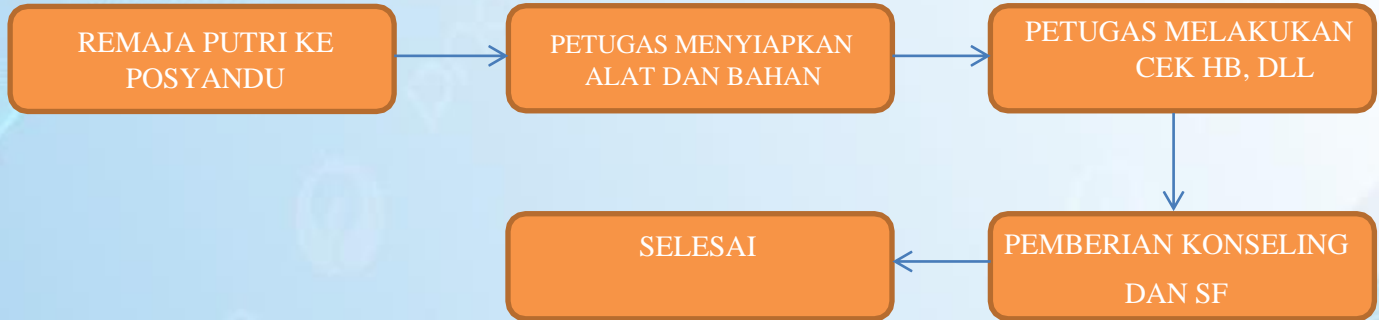 REMAJA PUTRI KE
POSYANDU
PETUGAS MENYIAPKAN
ALAT DAN BAHAN
PETUGAS MELAKUKAN
CEK HB, DLL
PEMBERIAN KONSELING
DAN SF
SELESAI